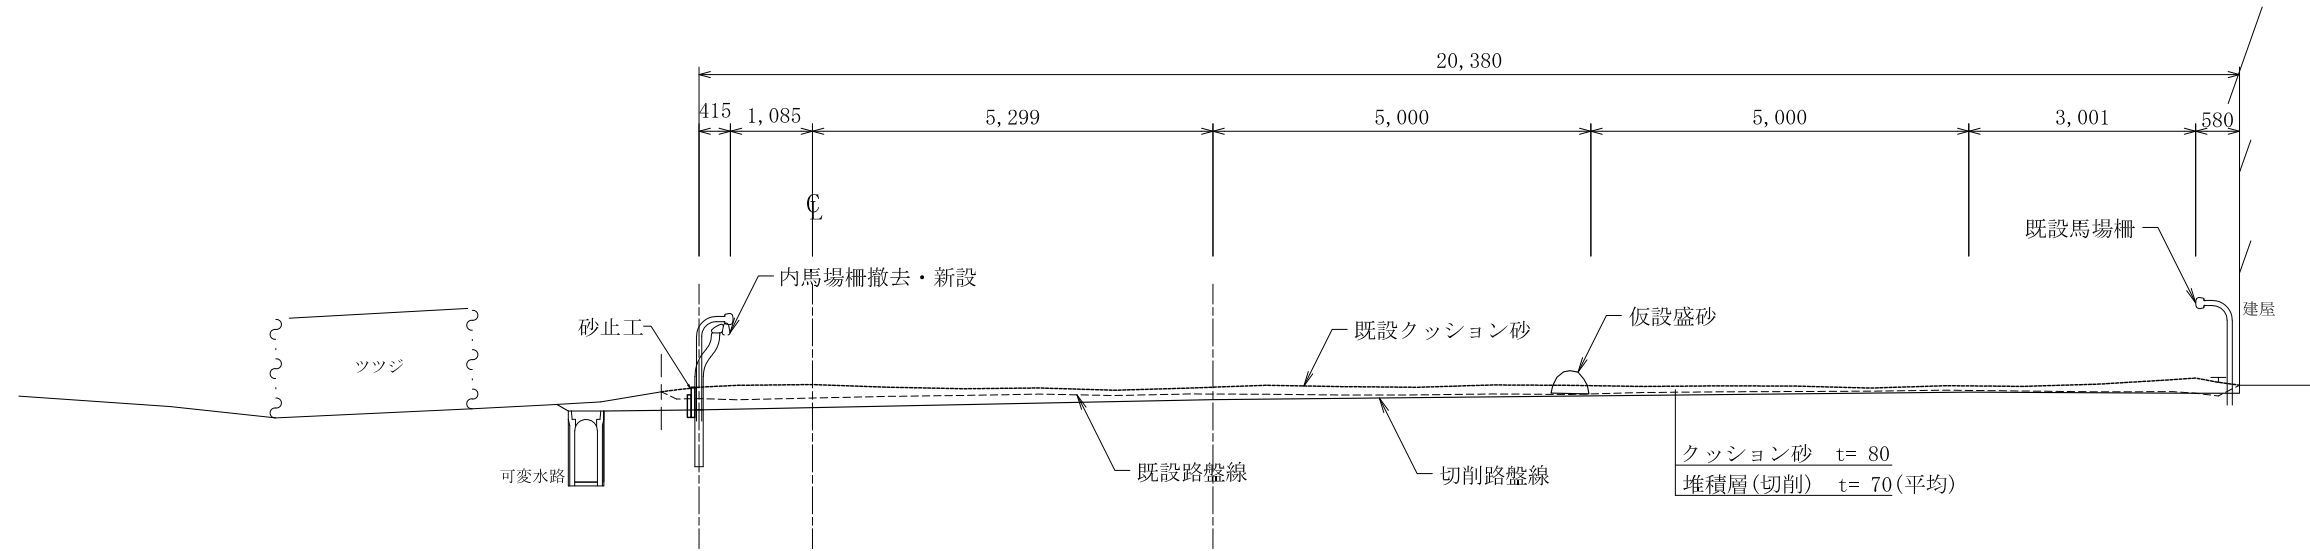 20,380
415
1,085
5,299
5,000
5,000
3,001
580
℄
既設馬場柵
内馬場柵撤去・新設
建屋
砂止工
既設クッション砂
仮設盛砂
ツツジ
クッション砂 t= 80
堆積層(切削) t= 70(平均)
可変水路
既設路盤線
切削路盤線